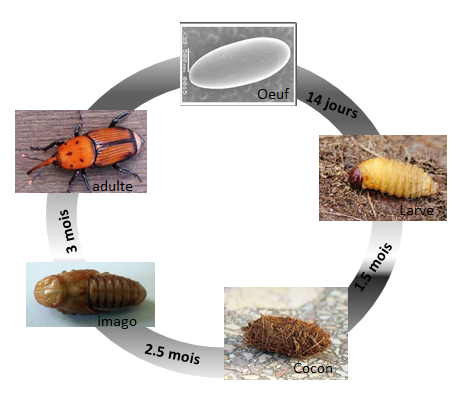 Oeuf
14 jours
Larve
1.5 mois
Cocon
2.5 mois
imago
3 mois
adulte